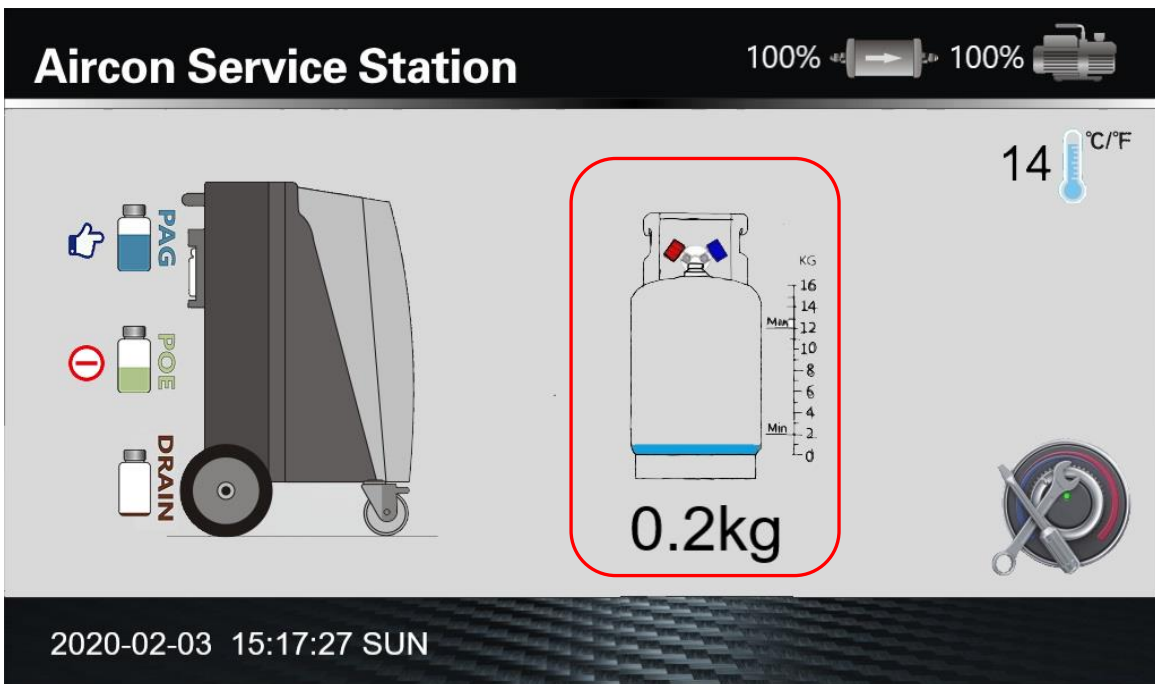 Aircon Service Station
100%
100%
14 °C/°F
PAG
POE
DRAIN
KG
16
14
Max
12
10
8
6
4
Min
2
0
0.2kg
2020-02-03 15:17:27 SUN